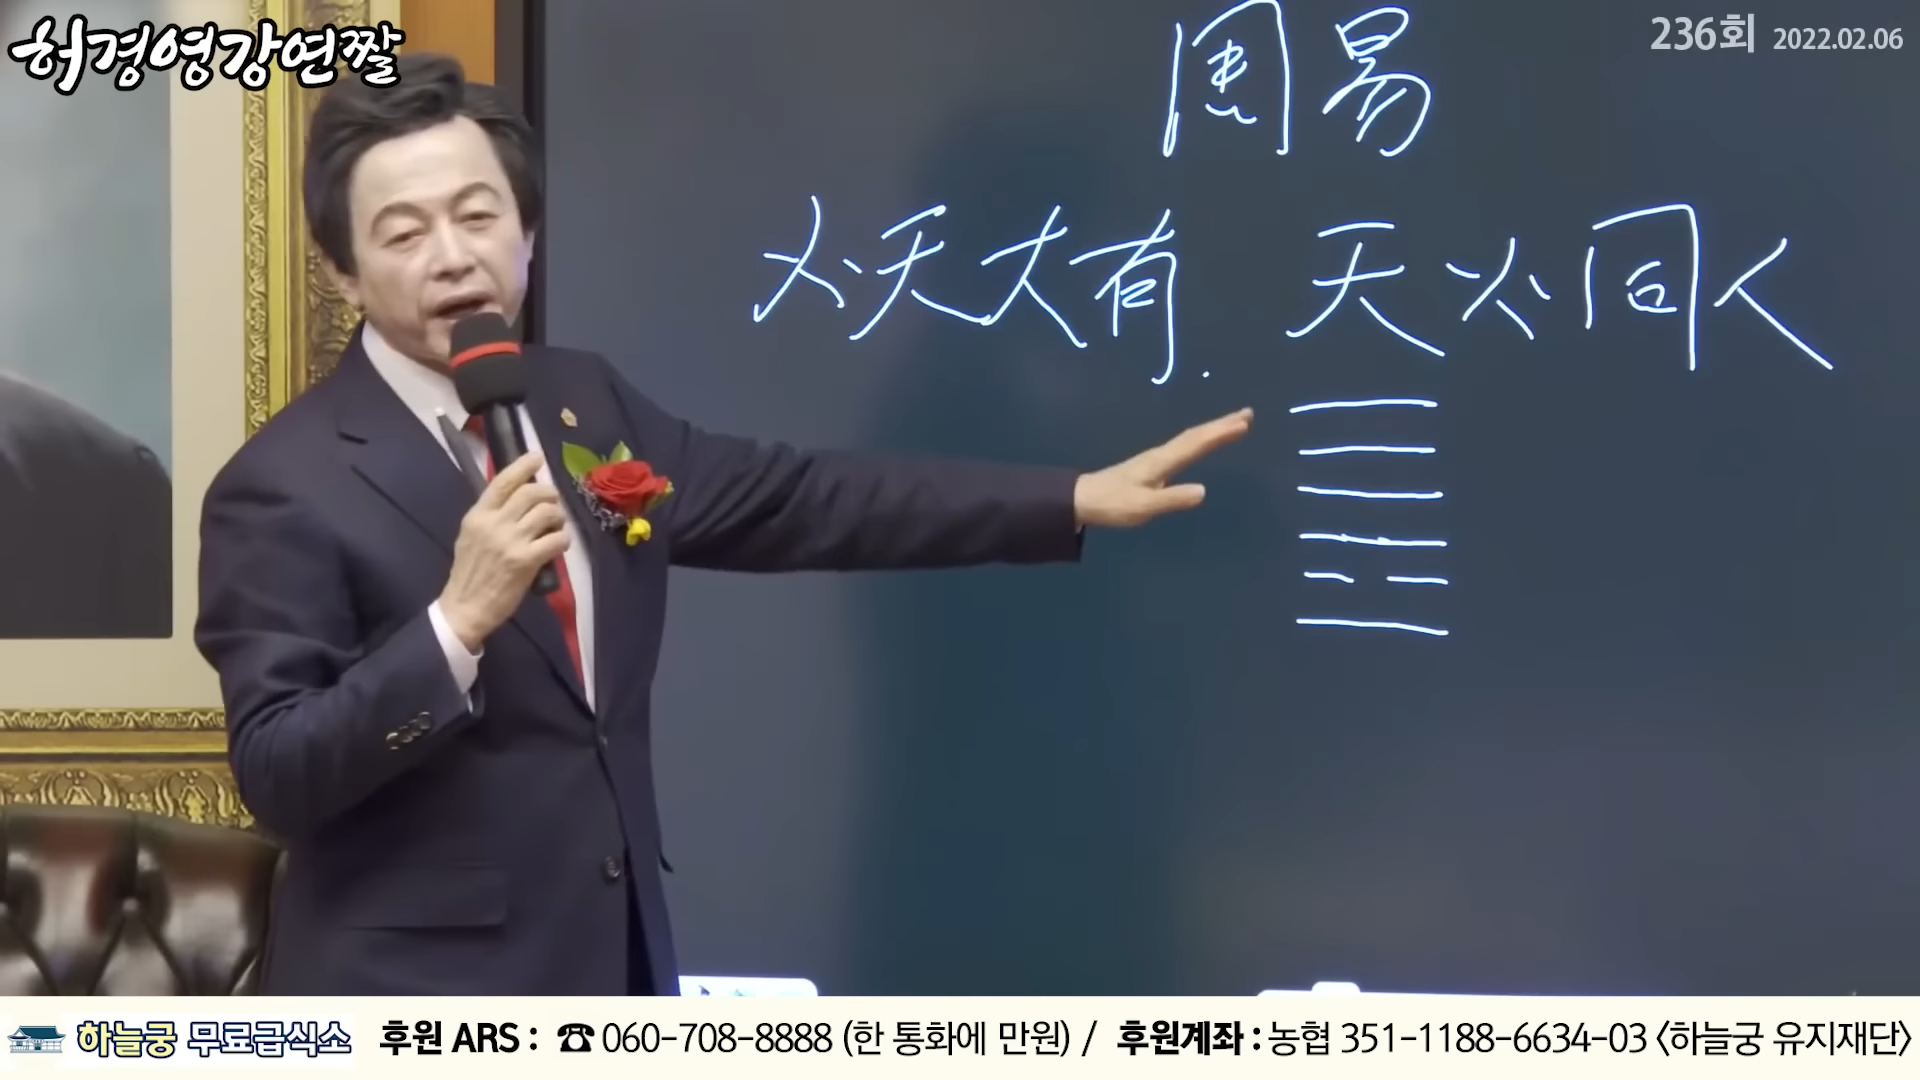 허경영강연짤
236회 2022.02.06
周易
火天大有. 天火同人
하늘궁 무료급식소 후원 ARS : ☎060-708-8888 (한 통화에 만원) / 후원계좌 : 농협 351-1188-6634-03 〈하늘궁 유지재단〉